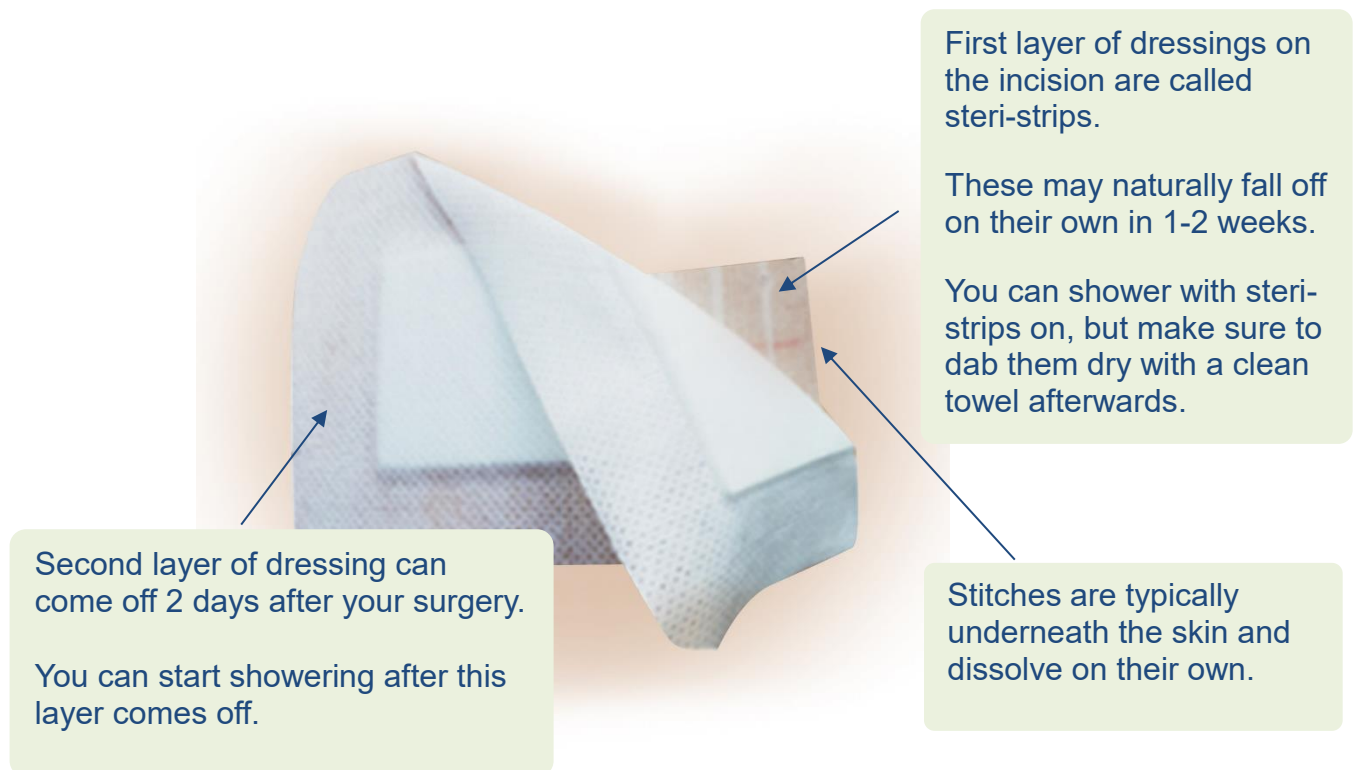 First layer of dressings on
the incision are called
steri-strips.
These may naturally fall off
on their own in 1-2 weeks.
You can shower with steri-
strips on, but make sure to
dab them dry with a clean
towel afterwards.
Second layer of dressing can
come off 2 days after your surgery.
You can start showering after this
layer comes off.
Stitches are typically
underneath the skin and
dissolve on their own.